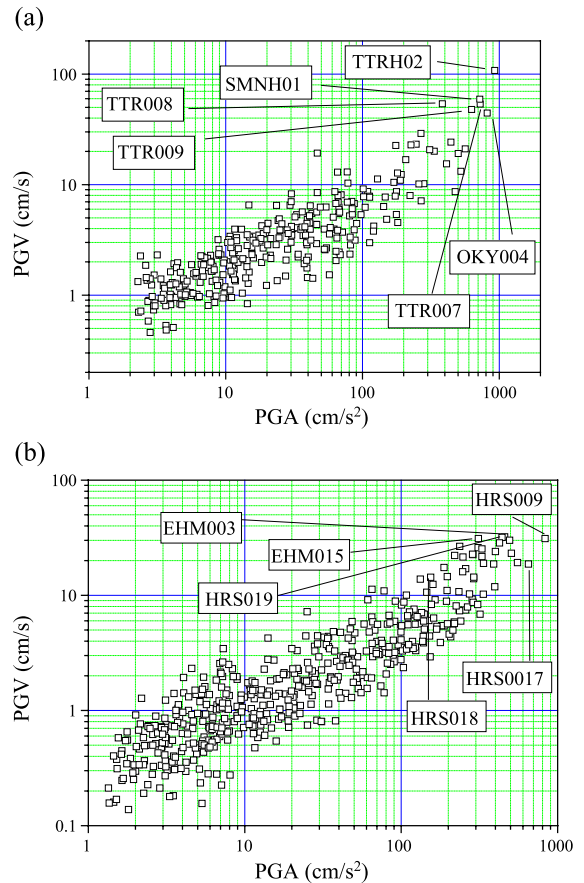 (a)
100
TTRH02
SMNH01
TTR008
TTR009
PGV (cm/s)
10
OKY004
1
TTR007
1
10
100
1000
PGA (cm/s²)
(b)
100
HRS009
EHM003
EHM015
HRS019
PGV (cm/s)
10
HRS0017
1
HRS018
0.1
1
10
100
1000
PGA (cm/s²)